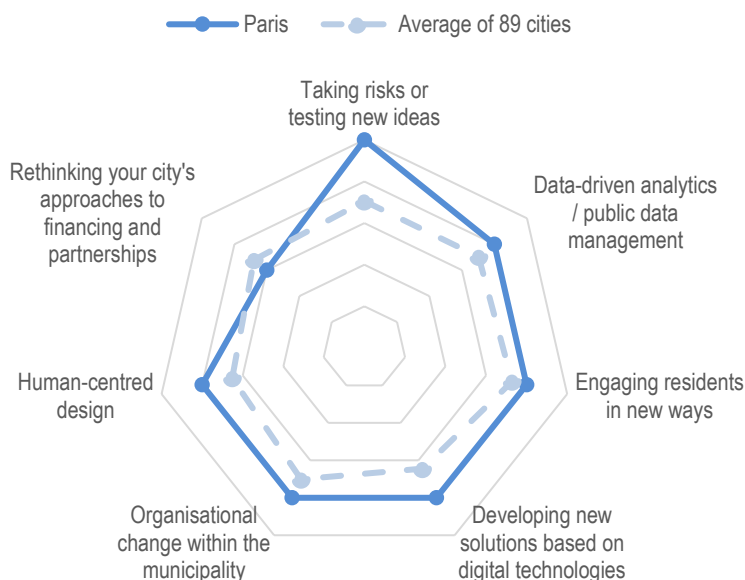 Paris
Average of 89 cities
Taking risks or
testing new ideas
Data-driven analytics
/ public data
management
Engaging residents
in new ways
Developing new
solutions based on
digital technologies
Organisational
change within the
municipality
Human-centred
design
Rethinking your city's
approaches to
financing and
partnerships